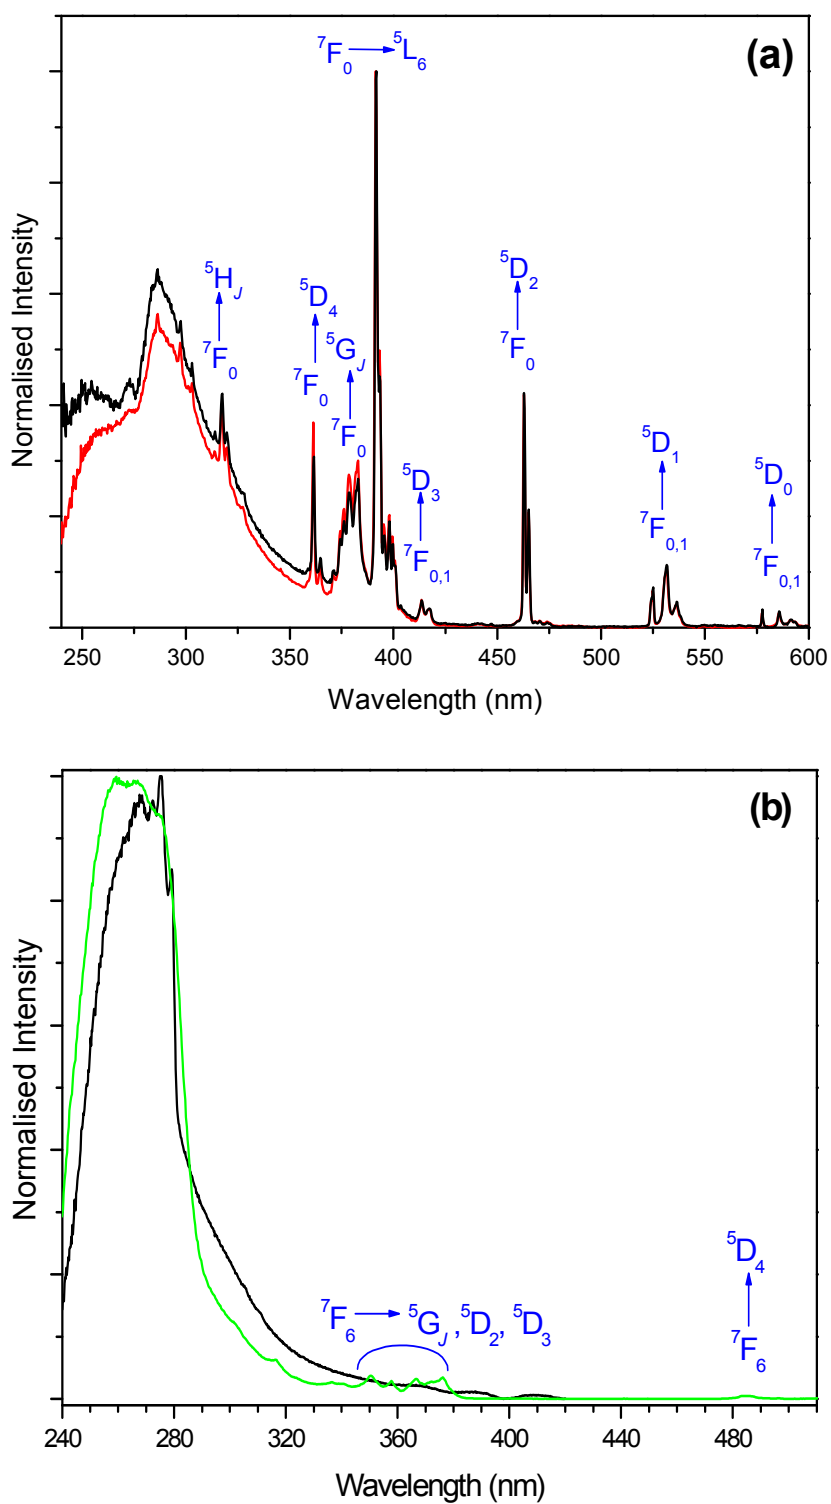 ⁷F₀ → ⁵L₆
(a)
⁵H_J
⁷F₀
⁵D₄
⁷F₀
⁵G_J
⁷F₀
⁵D₃
⁷F₀,₁
⁵D₂
⁷F₀
⁵D₁
⁷F₀,₁
⁵D₀
⁷F₀,₁
Normalised Intensity
250 300 350 400 450 500 550 600
Wavelength (nm)
(b)
Normalised Intensity
⁷F₆ → ⁵G_J, ⁵D₂, ⁵D₃
⁵D₄
⁷F₆
240 280 320 360 400 440 480
Wavelength (nm)